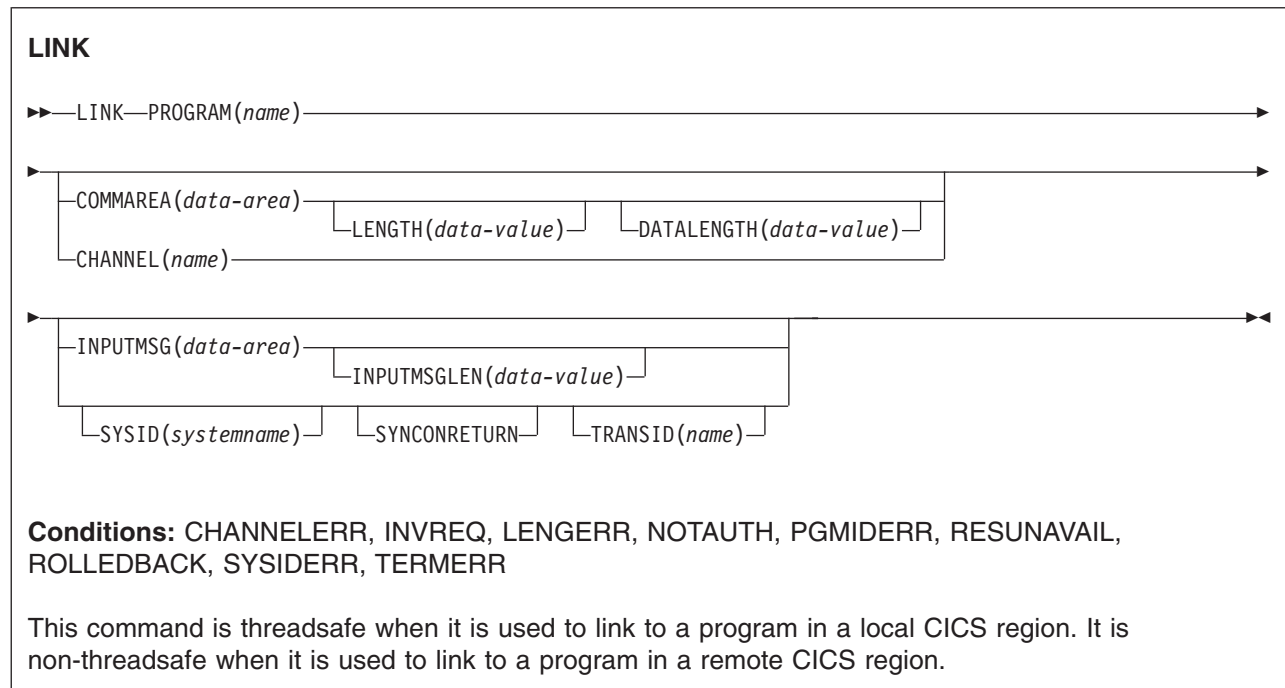 LINK
LINK PROGRAM(name)
COMMAREA(data-area)
LENGTH(data-value) DATALENGTH(data-value)
CHANNEL(name)
INPUTMSG(data-area)
INPUTMSGLEN(data-value)
SYSID(systemname) SYNCONRETURN TRANSID(name)
Conditions: CHANNELERR, INVREQ, LENGERR, NOTAUTH, PGMIDERR, RESUNAVAIL,
ROLLEDBACK, SYSIDERR, TERMERR
This command is threadsafe when it is used to link to a program in a local CICS region. It is
non-threadsafe when it is used to link to a program in a remote CICS region.